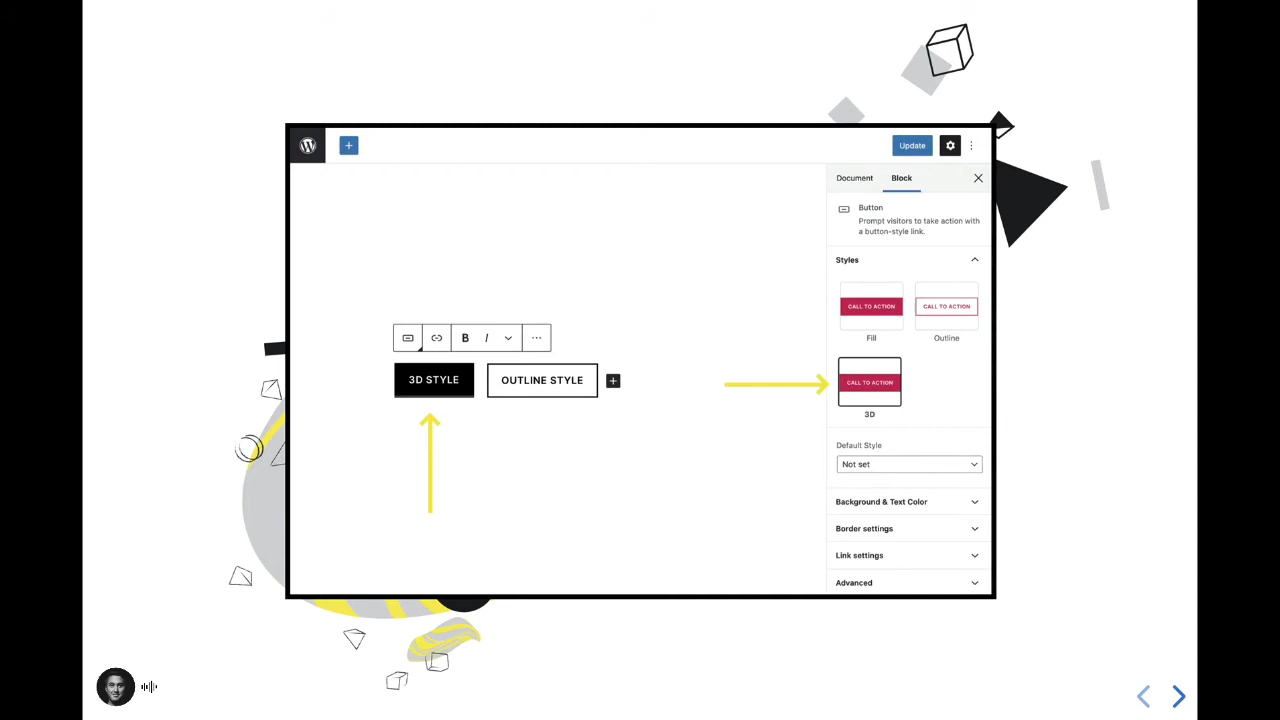 Update
Document
Block
Button
Prompt visitors to take action with
a button-style link.
Styles
CALL TO ACTION
CALL TO ACTION
Fill
Outline
B I
3D STYLE
OUTLINE STYLE
CALL TO ACTION
3D
Default Style
Not set
Background & Text Color
Border settings
Link settings
Advanced